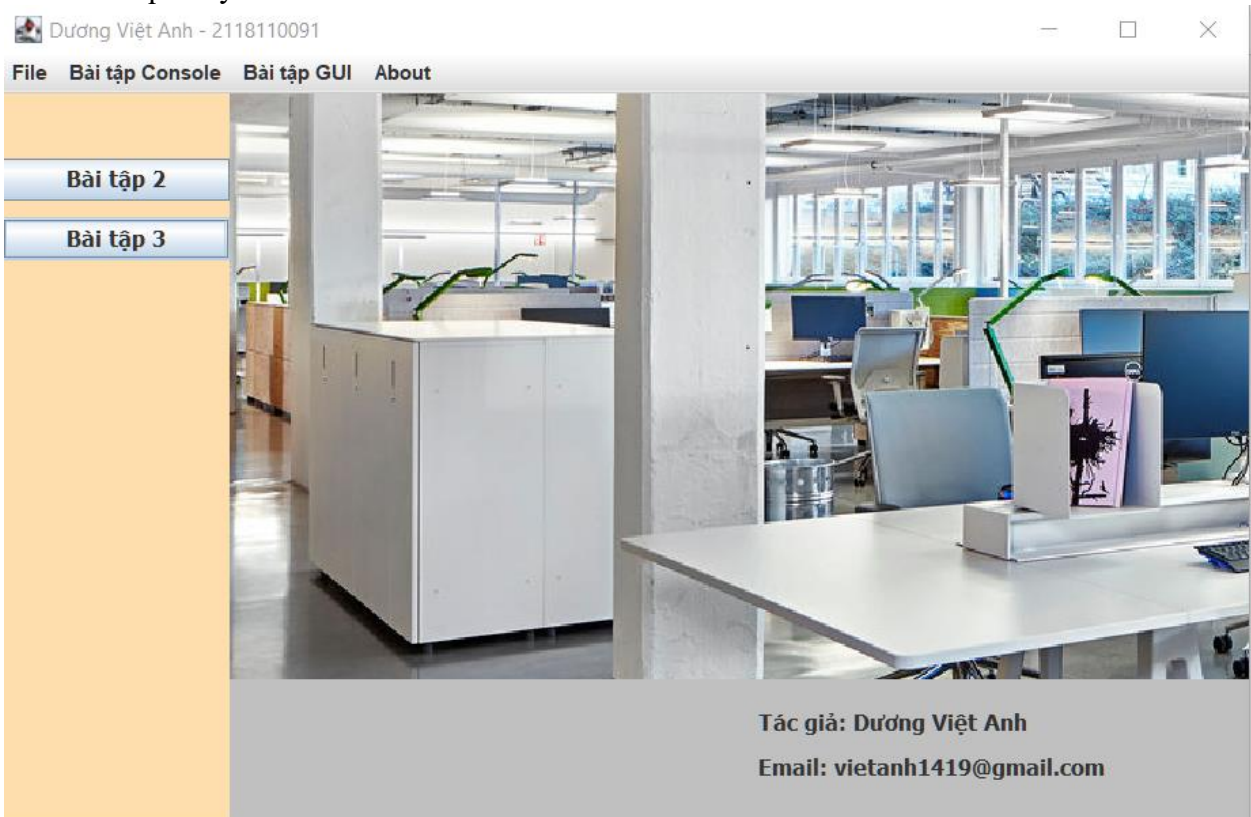 Dương Việt Anh - 2118110091
File Bài tập Console Bài tập GUI About
Bài tập 2
Bài tập 3
Tác giả: Dương Việt Anh
Email: vietanh1419@gmail.com